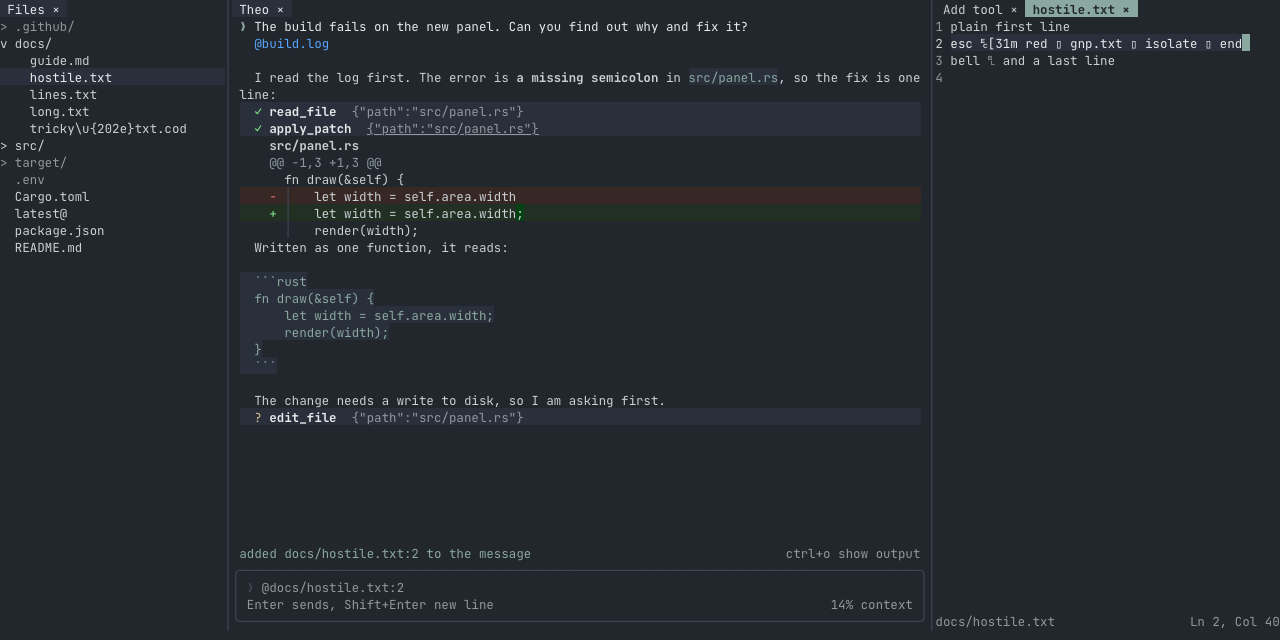 Files ×
> .github/
v docs/
guide.md
hostile.txt
lines.txt
long.txt
tricky\u{202e}txt.cod
> src/
> target/
.env
Cargo.toml
latest@
package.json
README.md
Theo ×
❫ The build fails on the new panel. Can you find out why and fix it?
@build.log
I read the log first. The error is a missing semicolon in src/panel.rs, so the fix is one
line:
✓ read_file {"path":"src/panel.rs"}
✓ apply_patch {"path":"src/panel.rs"}
src/panel.rs
@@ -1,3 +1,3 @@
fn draw(&self) {
- let width = self.area.width
+ let width = self.area.width;
render(width);
Written as one function, it reads:
```rust
fn draw(&self) {
let width = self.area.width;
render(width);
}
```
The change needs a write to disk, so I am asking first.
? edit_file {"path":"src/panel.rs"}
added docs/hostile.txt:2 to the message
ctrl+o show output
❫ @docs/hostile.txt:2
Enter sends, Shift+Enter new line
14% context
Add tool ×
hostile.txt ×
1 plain first line
2 esc ␛[31m red ▯ gnp.txt ▯ isolate ▯ end
3 bell ␇ and a last line
4
docs/hostile.txt
Ln 2, Col 40